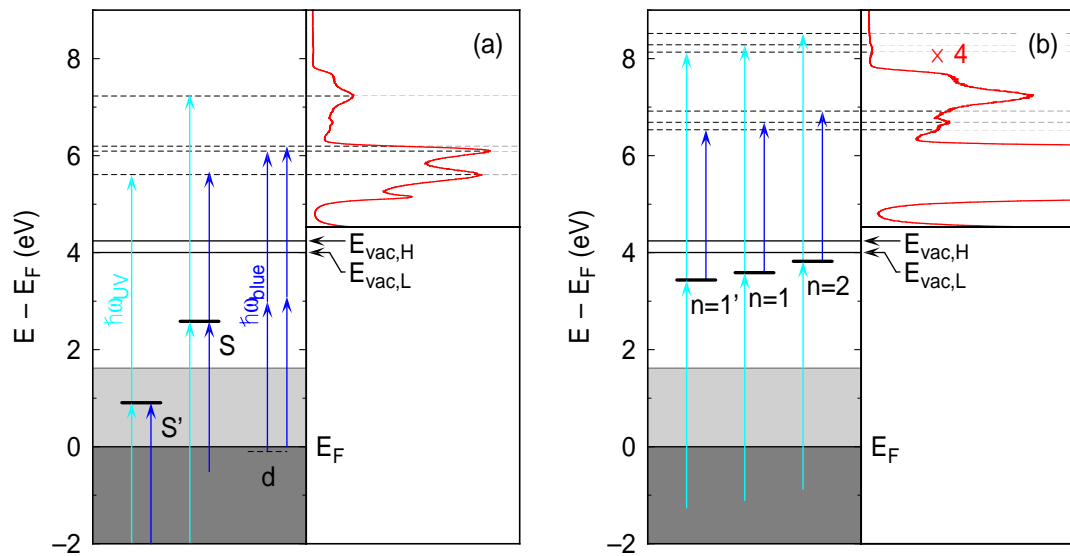 (a)
8
6
4
2
0
−2
E − E_F (eV)
ħω_UV
ħω_blue
S
S'
d
E_vac,H
E_vac,L
E_F
(b)
× 4
8
6
4
2
0
−2
E − E_F (eV)
n=1'
n=1
n=2
E_vac,H
E_vac,L
E_F